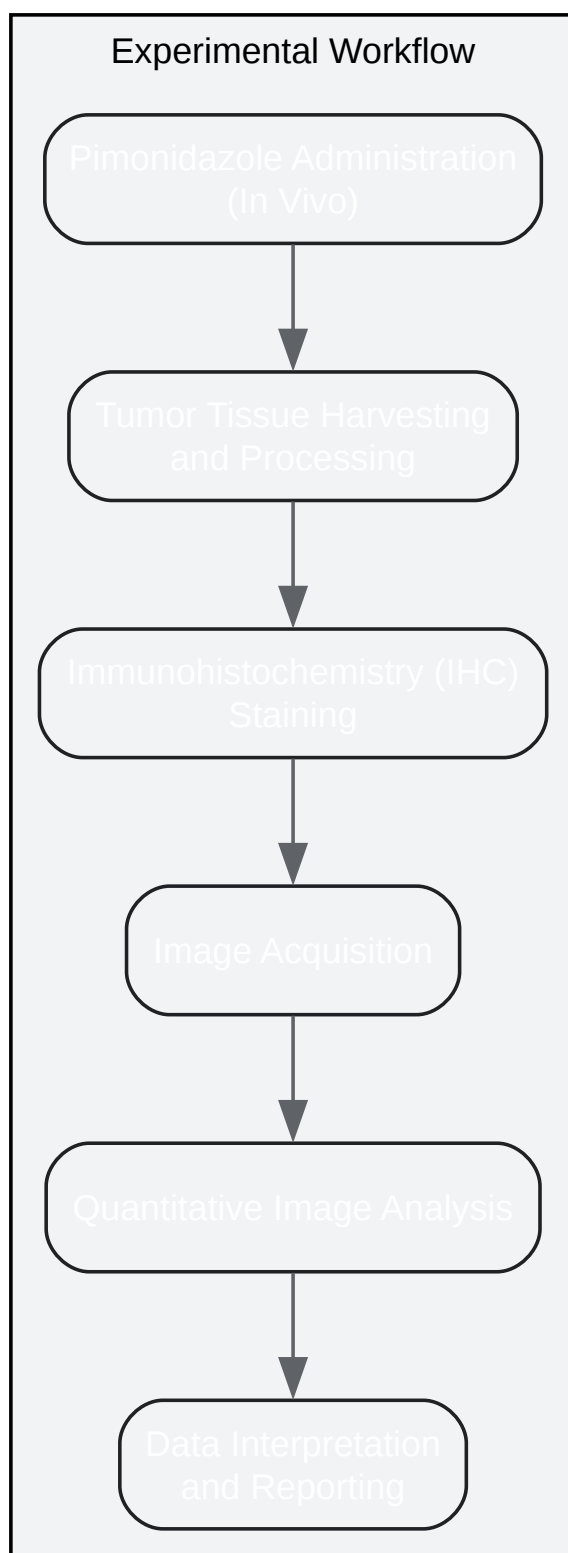 Experimental Workflow
Pimonidazole Administration
(In Vivo)
Tumor Tissue Harvesting
and Processing
Immunohistochemistry (IHC)
Staining
Image Acquisition
Quantitative Image Analysis
Data Interpretation
and Reporting